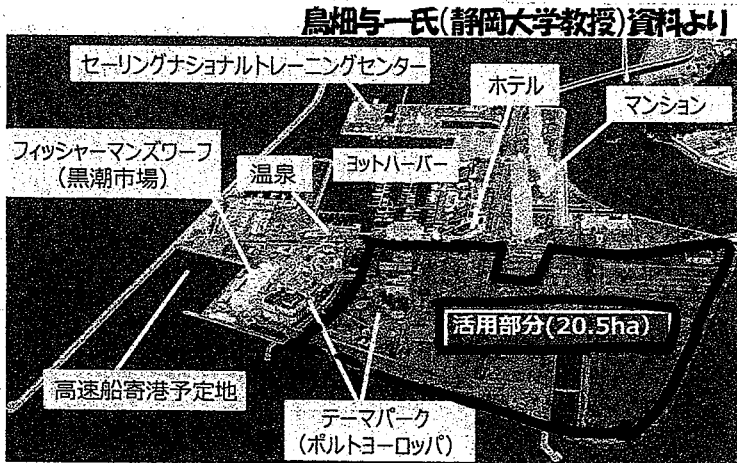 鳥畑与一氏(静岡大学教授)資料より
セーリングナショナルトレーニングセンター
ホテル
マンション
フィッシャーマンズワーフ
(黒潮市場)
温泉
ヨットハーバー
活用部分(20.5ha)
高速船寄港予定地
テーマパーク
(ポルトヨーロッパ)